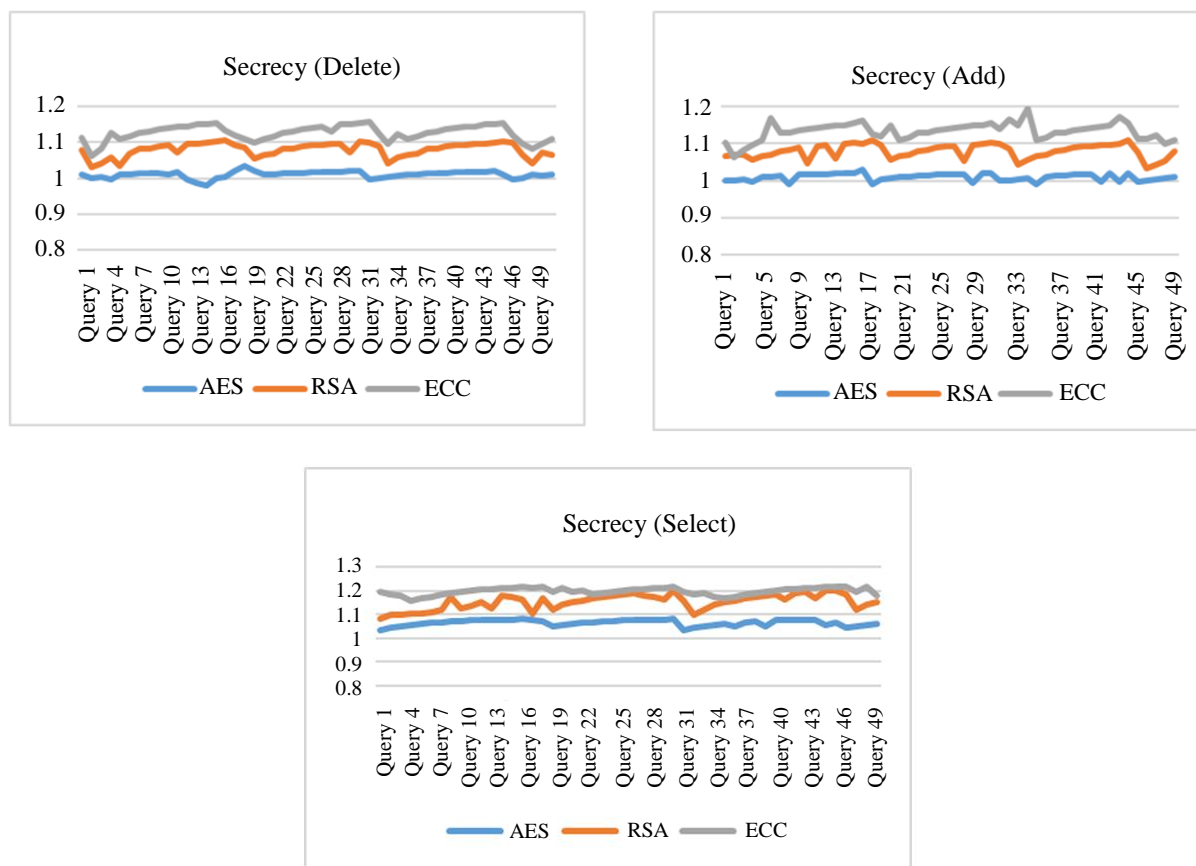 Secrecy (Delete)
1.2
1.1
1
0.9
0.8
Query 1
Query 4
Query 7
Query 10
Query 13
Query 16
Query 19
Query 22
Query 25
Query 28
Query 31
Query 34
Query 37
Query 40
Query 43
Query 46
Query 49
AES RSA ECC
Secrecy (Add)
1.2
1.1
1
0.9
0.8
Query 1
Query 5
Query 9
Query 13
Query 17
Query 21
Query 25
Query 29
Query 33
Query 37
Query 41
Query 45
Query 49
AES RSA ECC
Secrecy (Select)
1.3
1.2
1.1
1
0.9
0.8
Query 1
Query 4
Query 7
Query 10
Query 13
Query 16
Query 19
Query 22
Query 25
Query 28
Query 31
Query 34
Query 37
Query 40
Query 43
Query 46
Query 49
AES RSA ECC